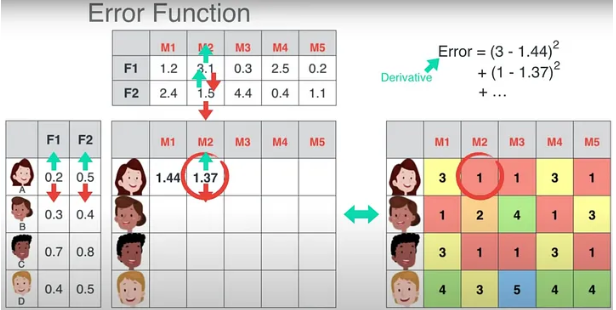 Error Function
M1 M2 M3 M4 M5
F1 1.2 3.1 0.3 2.5 0.2
F2 2.4 1.5 4.4 0.4 1.1
Error = (3 - 1.44)2
Derivative
+ (1 - 1.37)2
+ ...
F1 F2
A 0.2 0.5
B 0.3 0.4
C 0.7 0.8
D 0.4 0.5
M1 M2 M3 M4 M5
1.44 1.37
M1 M2 M3 M4 M5
3 1 1 3 1
1 2 4 1 3
3 1 1 3 1
4 3 5 4 4